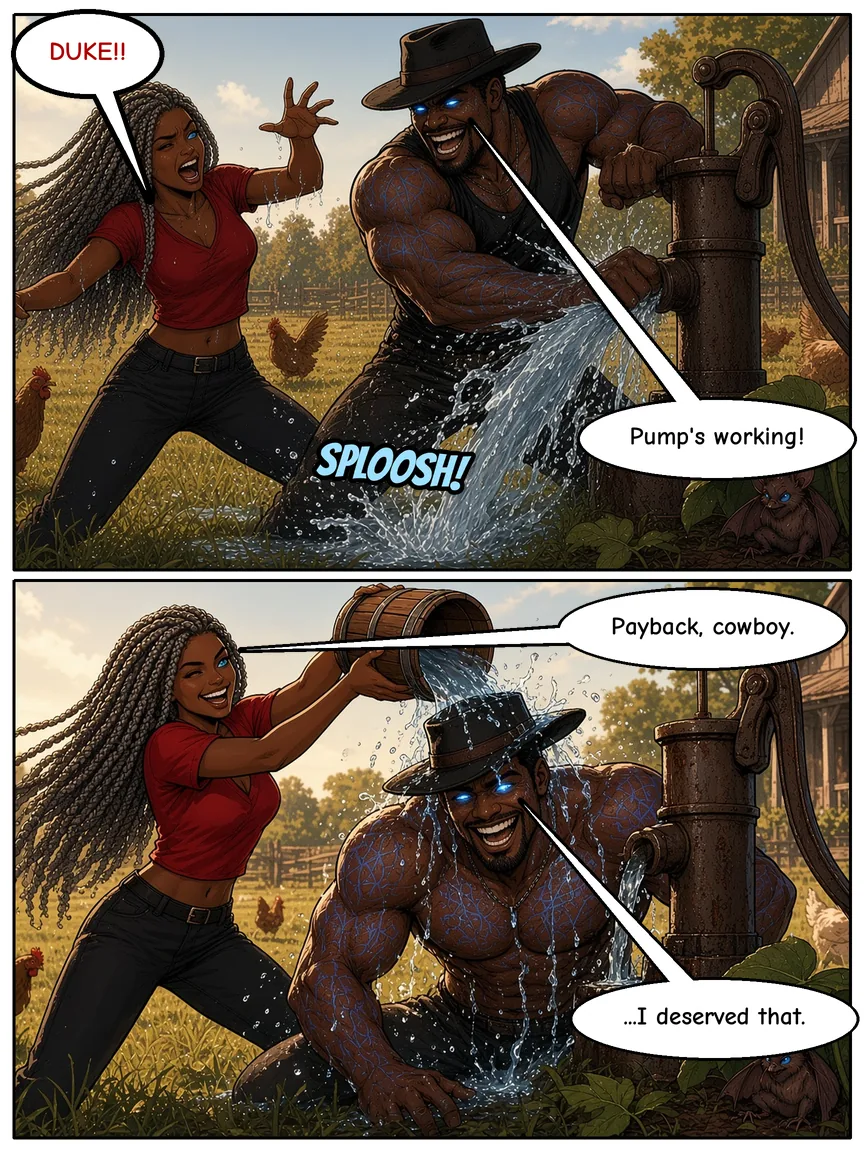 DUKE!!
Pump's working!
SPLOOSH!
Payback, cowboy.
...I deserved that.